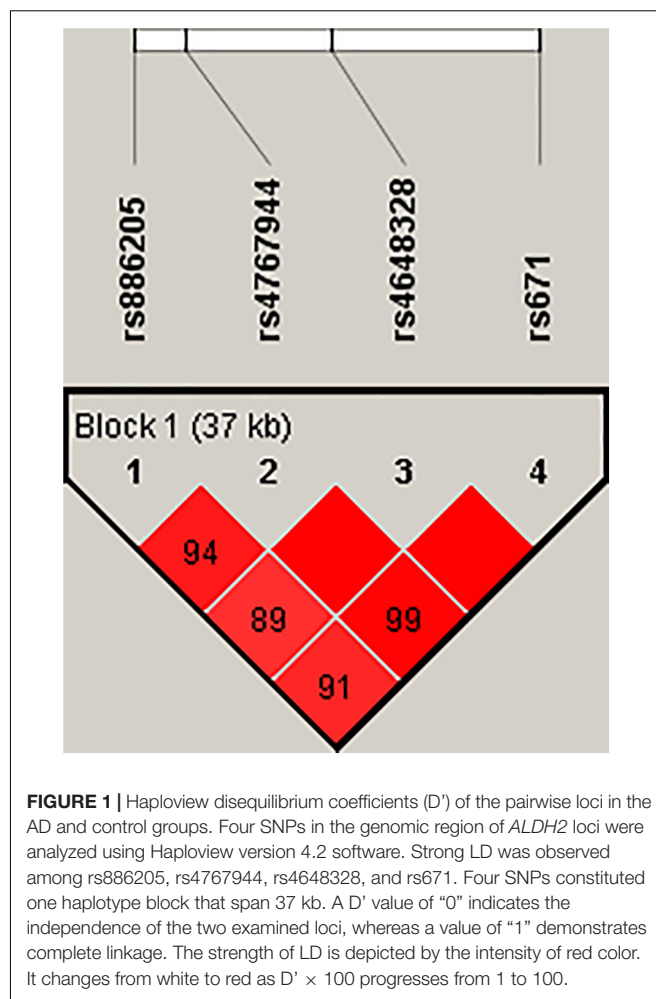 rs886205
rs4767944
rs4648328
rs671
Block 1 (37 kb)
1 2 3 4
94
89 99
91
FIGURE 1 | Haploview disequilibrium coefficients (D’) of the pairwise loci in the
AD and control groups. Four SNPs in the genomic region of ALDH2 loci were
analyzed using Haploview version 4.2 software. Strong LD was observed
among rs886205, rs4767944, rs4648328, and rs671. Four SNPs constituted
one haplotype block that span 37 kb. A D’ value of “0” indicates the
independence of the two examined loci, whereas a value of “1” demonstrates
complete linkage. The strength of LD is depicted by the intensity of red color.
It changes from white to red as D’ × 100 progresses from 1 to 100.